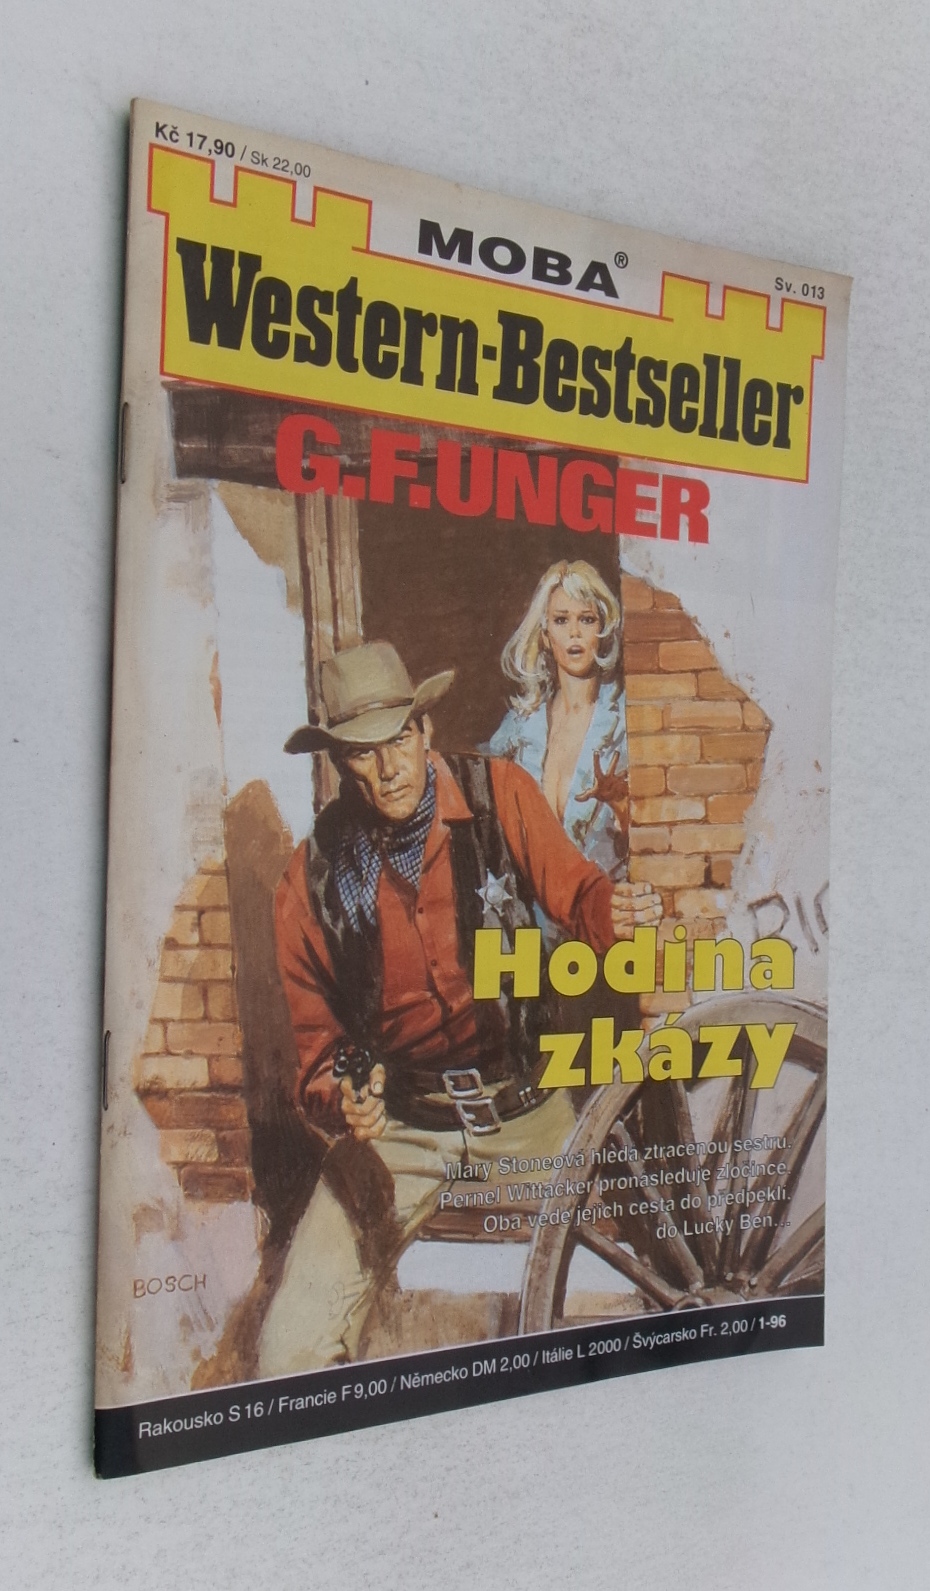 Kč 17,90 / Sk 22,00
MOBA®
Sv. 013
Western-Bestseller
G.F.UNGER
Hodina
zkázy
Mary Stoneová hledá ztracenou sestru.
Pernel Wittacker pronásleduje zločince.
Oba vede jejich cesta do předpeklí.
do Lucky Ben...
BOSCH
Rakousko S 16 / Francie F 9,00 / Německo DM 2,00 / Itálie L 2000 / Švýcarsko Fr. 2,00 / 1-96